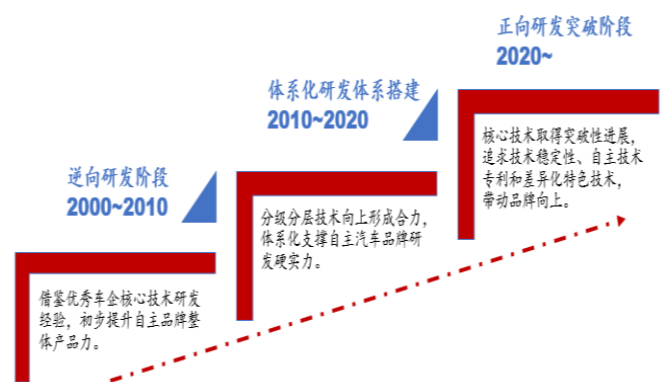 正向研发突破阶段
2020~
体系化研发体系搭建
2010~2020
核心技术取得突破性进展，
追求技术稳定性、自主技术
专利和差异化特色技术，
带动品牌向上。
逆向研发阶段
2000~2010
分级分层技术向上形成合力，
体系化支撑自主汽车品牌研
发硬实力。
借鉴优秀车企核心技术研发
经验，初步提升自主品牌整
体产品力。